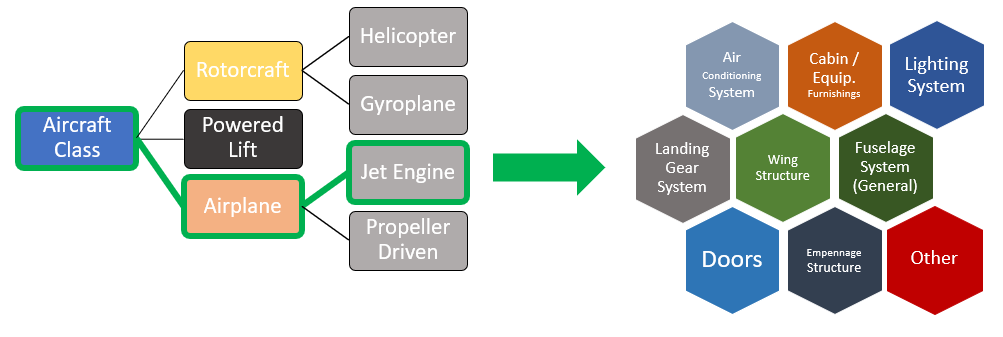 Aircraft
Class
Rotorcraft
Powered
Lift
Airplane
Helicopter
Gyroplane
Jet Engine
Propeller
Driven
Air
Conditioning
System
Cabin /
Equip.
Furnishings
Lighting
System
Landing
Gear
System
Wing
Structure
Fuselage
System
(General)
Doors
Empennage
Structure
Other